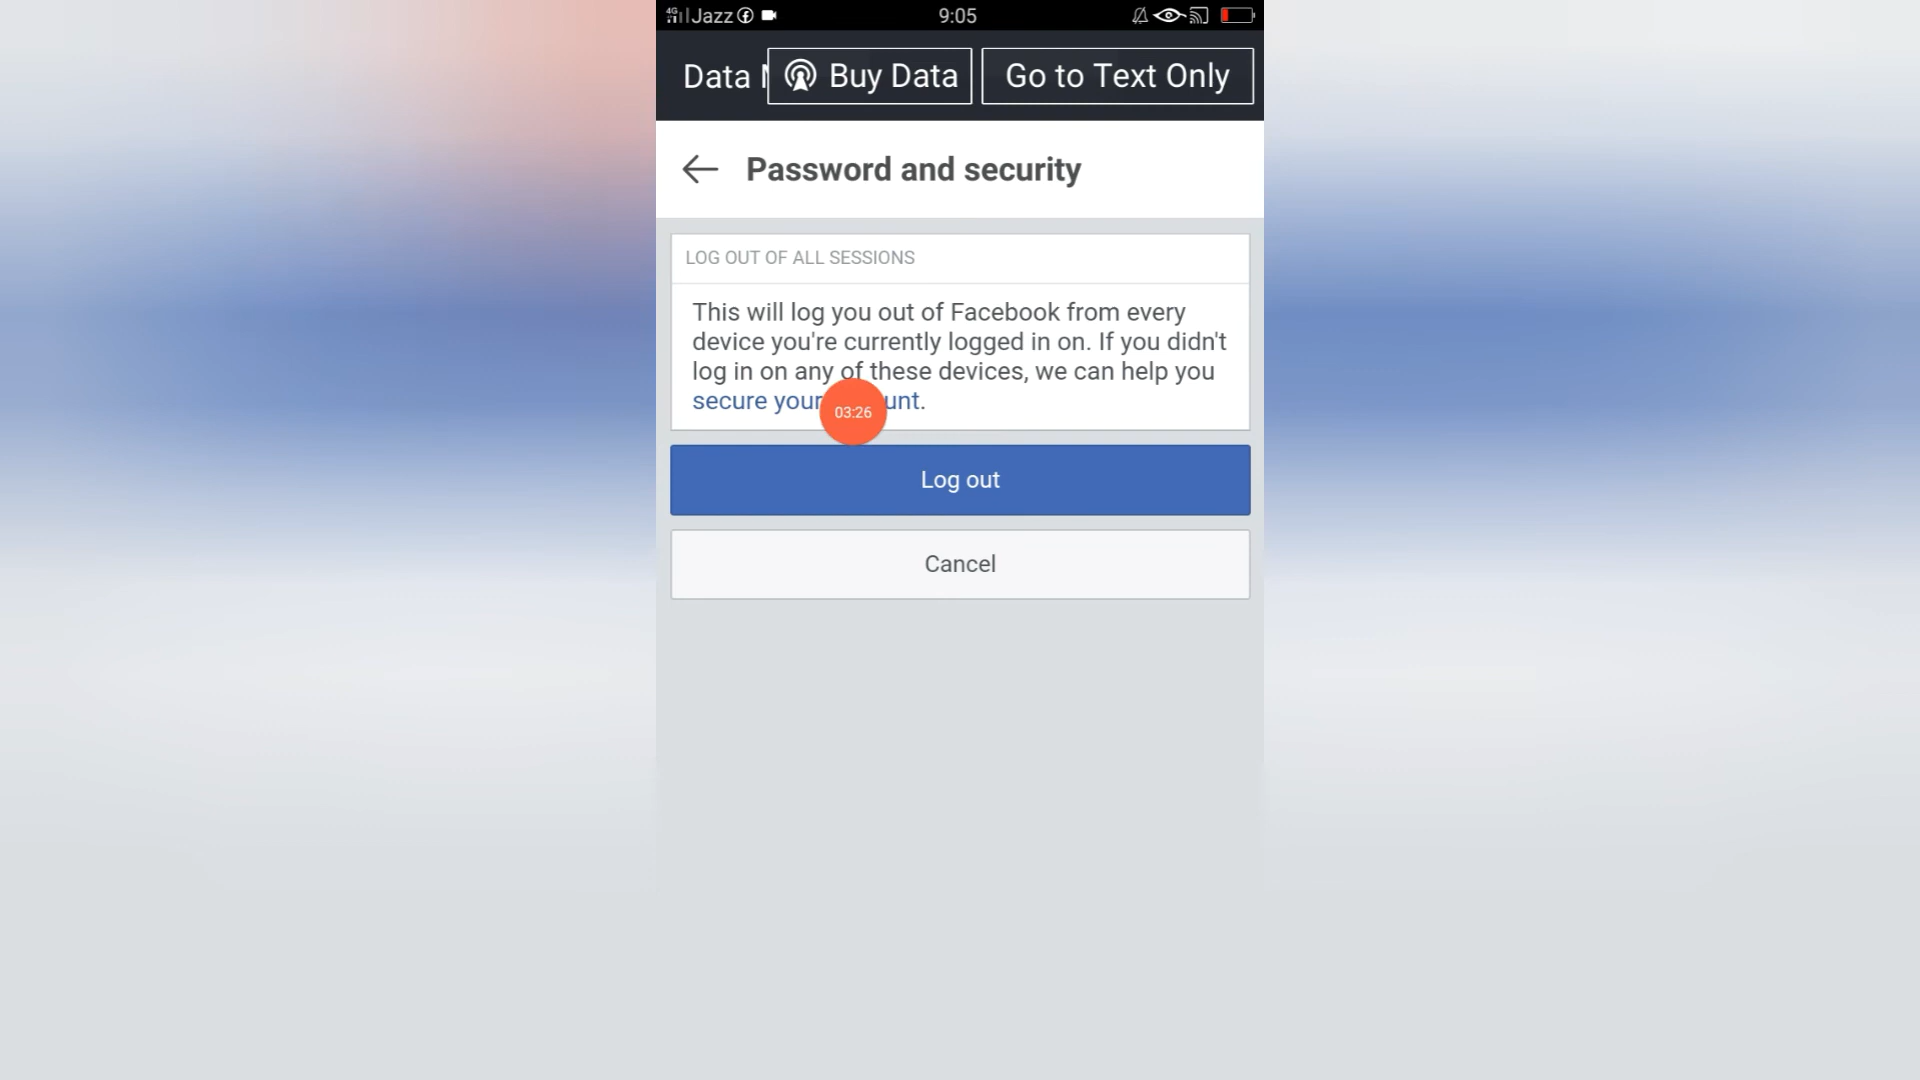 4G Jazz 9:05
Data Buy Data Go to Text Only
Password and security
LOG OUT OF ALL SESSIONS
This will log you out of Facebook from every
device you're currently logged in on. If you didn't
log in on any of these devices, we can help you
secure your unt.
03:26
Log out
Cancel